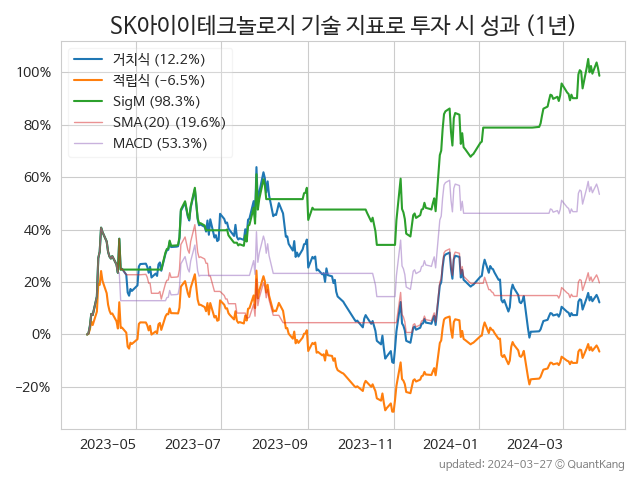 SK아이이테크놀로지 기술 지표로 투자 시 성과 (1년)
거치식 (12.2%)
적립식 (−6.5%)
SigM (98.3%)
SMA(20) (19.6%)
MACD (53.3%)
100%
80%
60%
40%
20%
0%
−20%
2023-05 2023-07 2023-09 2023-11 2024-01 2024-03
updated: 2024-03-27 © QuantKang